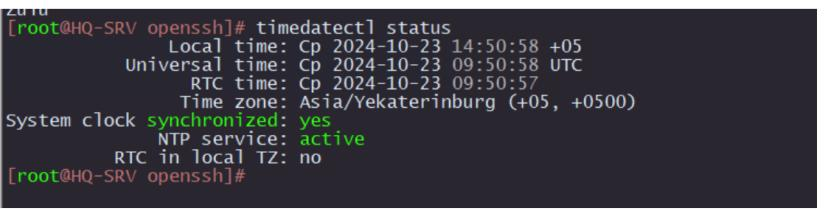 Zulu
[root@HQ-SRV openssh]# timedatectl status
Local time: Ср 2024-10-23 14:50:58 +05
Universal time: Ср 2024-10-23 09:50:58 UTC
RTC time: Ср 2024-10-23 09:50:57
Time zone: Asia/Yekaterinburg (+05, +0500)
System clock synchronized: yes
NTP service: active
RTC in local TZ: no
[root@HQ-SRV openssh]#